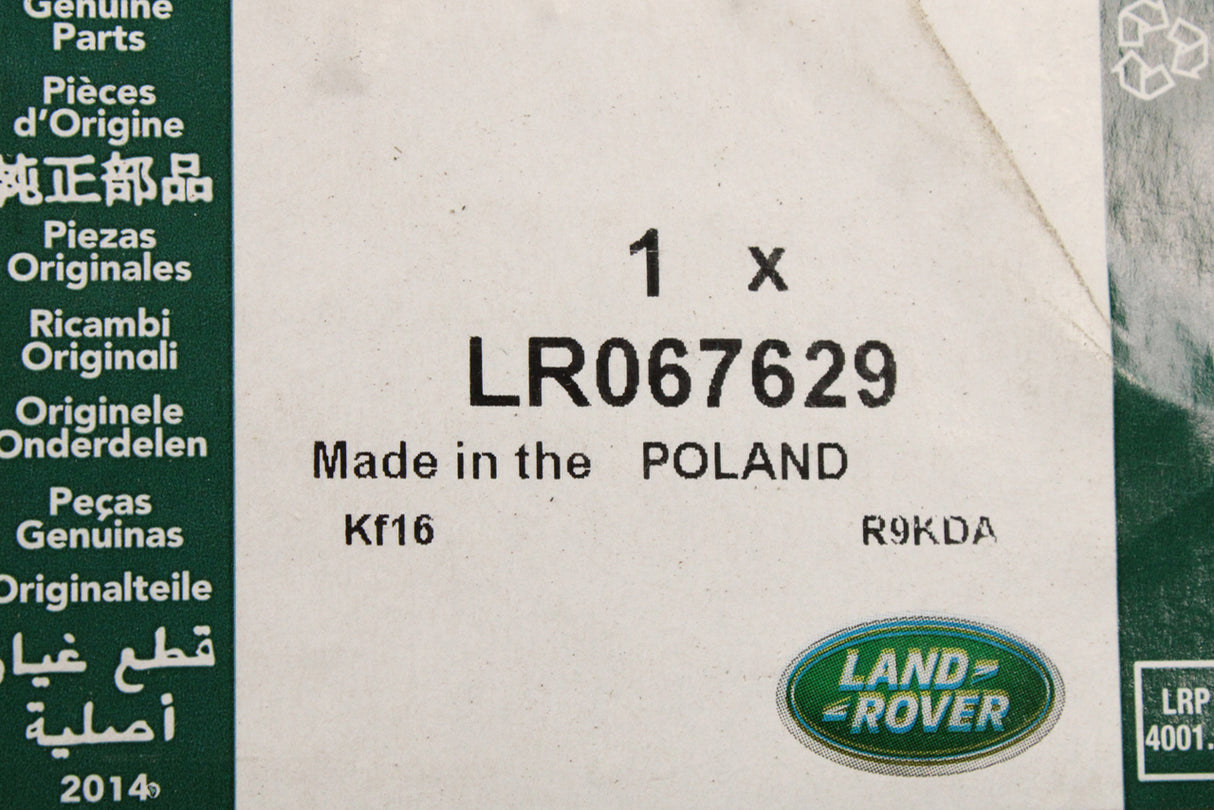 Genuine
Parts
Pièces
d'Origine
純正部品
Piezas
Originales
Ricambi
Originali
Originele
Onderdelen
Peças
Genuinas
Originalteile
قطع غيار
أصلية
2014
1 x
LR067629
Made in the POLAND
Kf16 R9KDA
LAND
ROVER
LRP
4001.